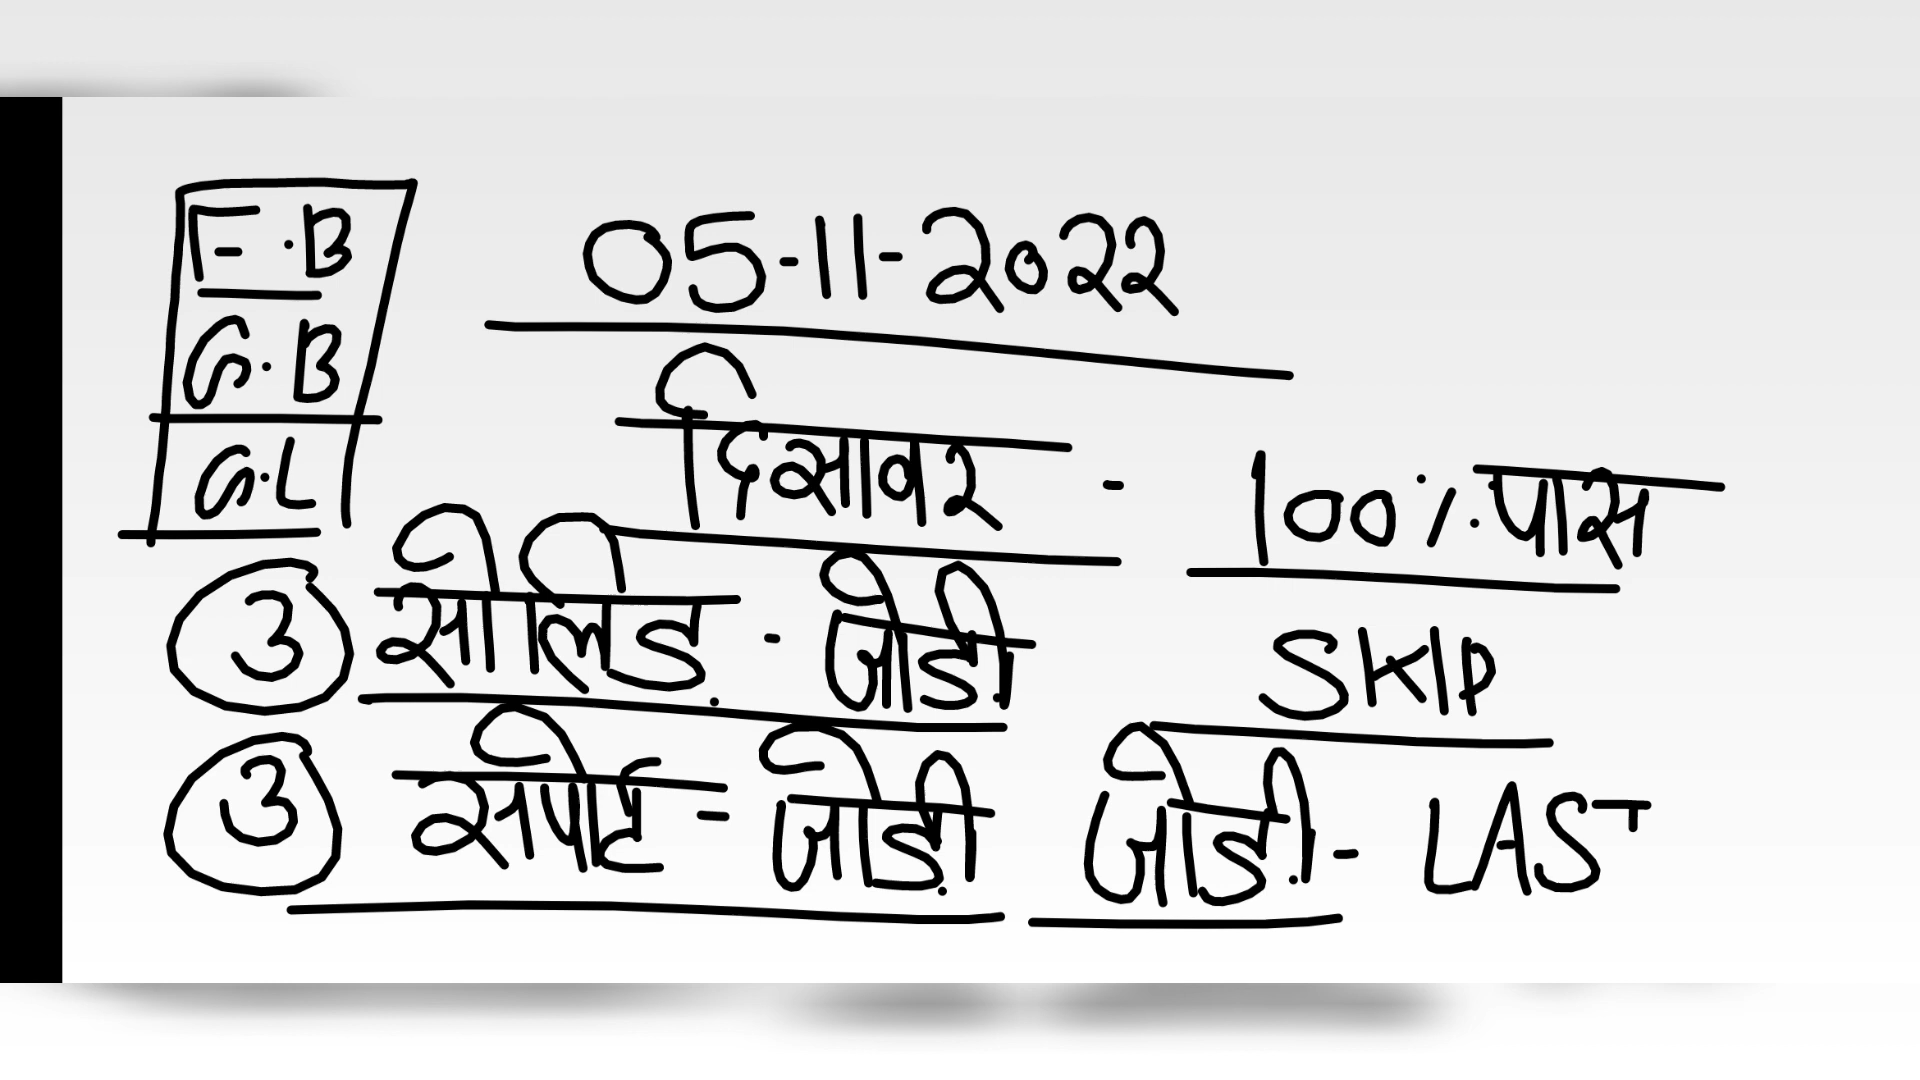 F.B
G.B
G.L
05-11-2022
दिसावर - 100% पास
3 सोलिड - जोडी़ SKIP
3 सपोर्ट - जोडी़ जोडी़ - LAST